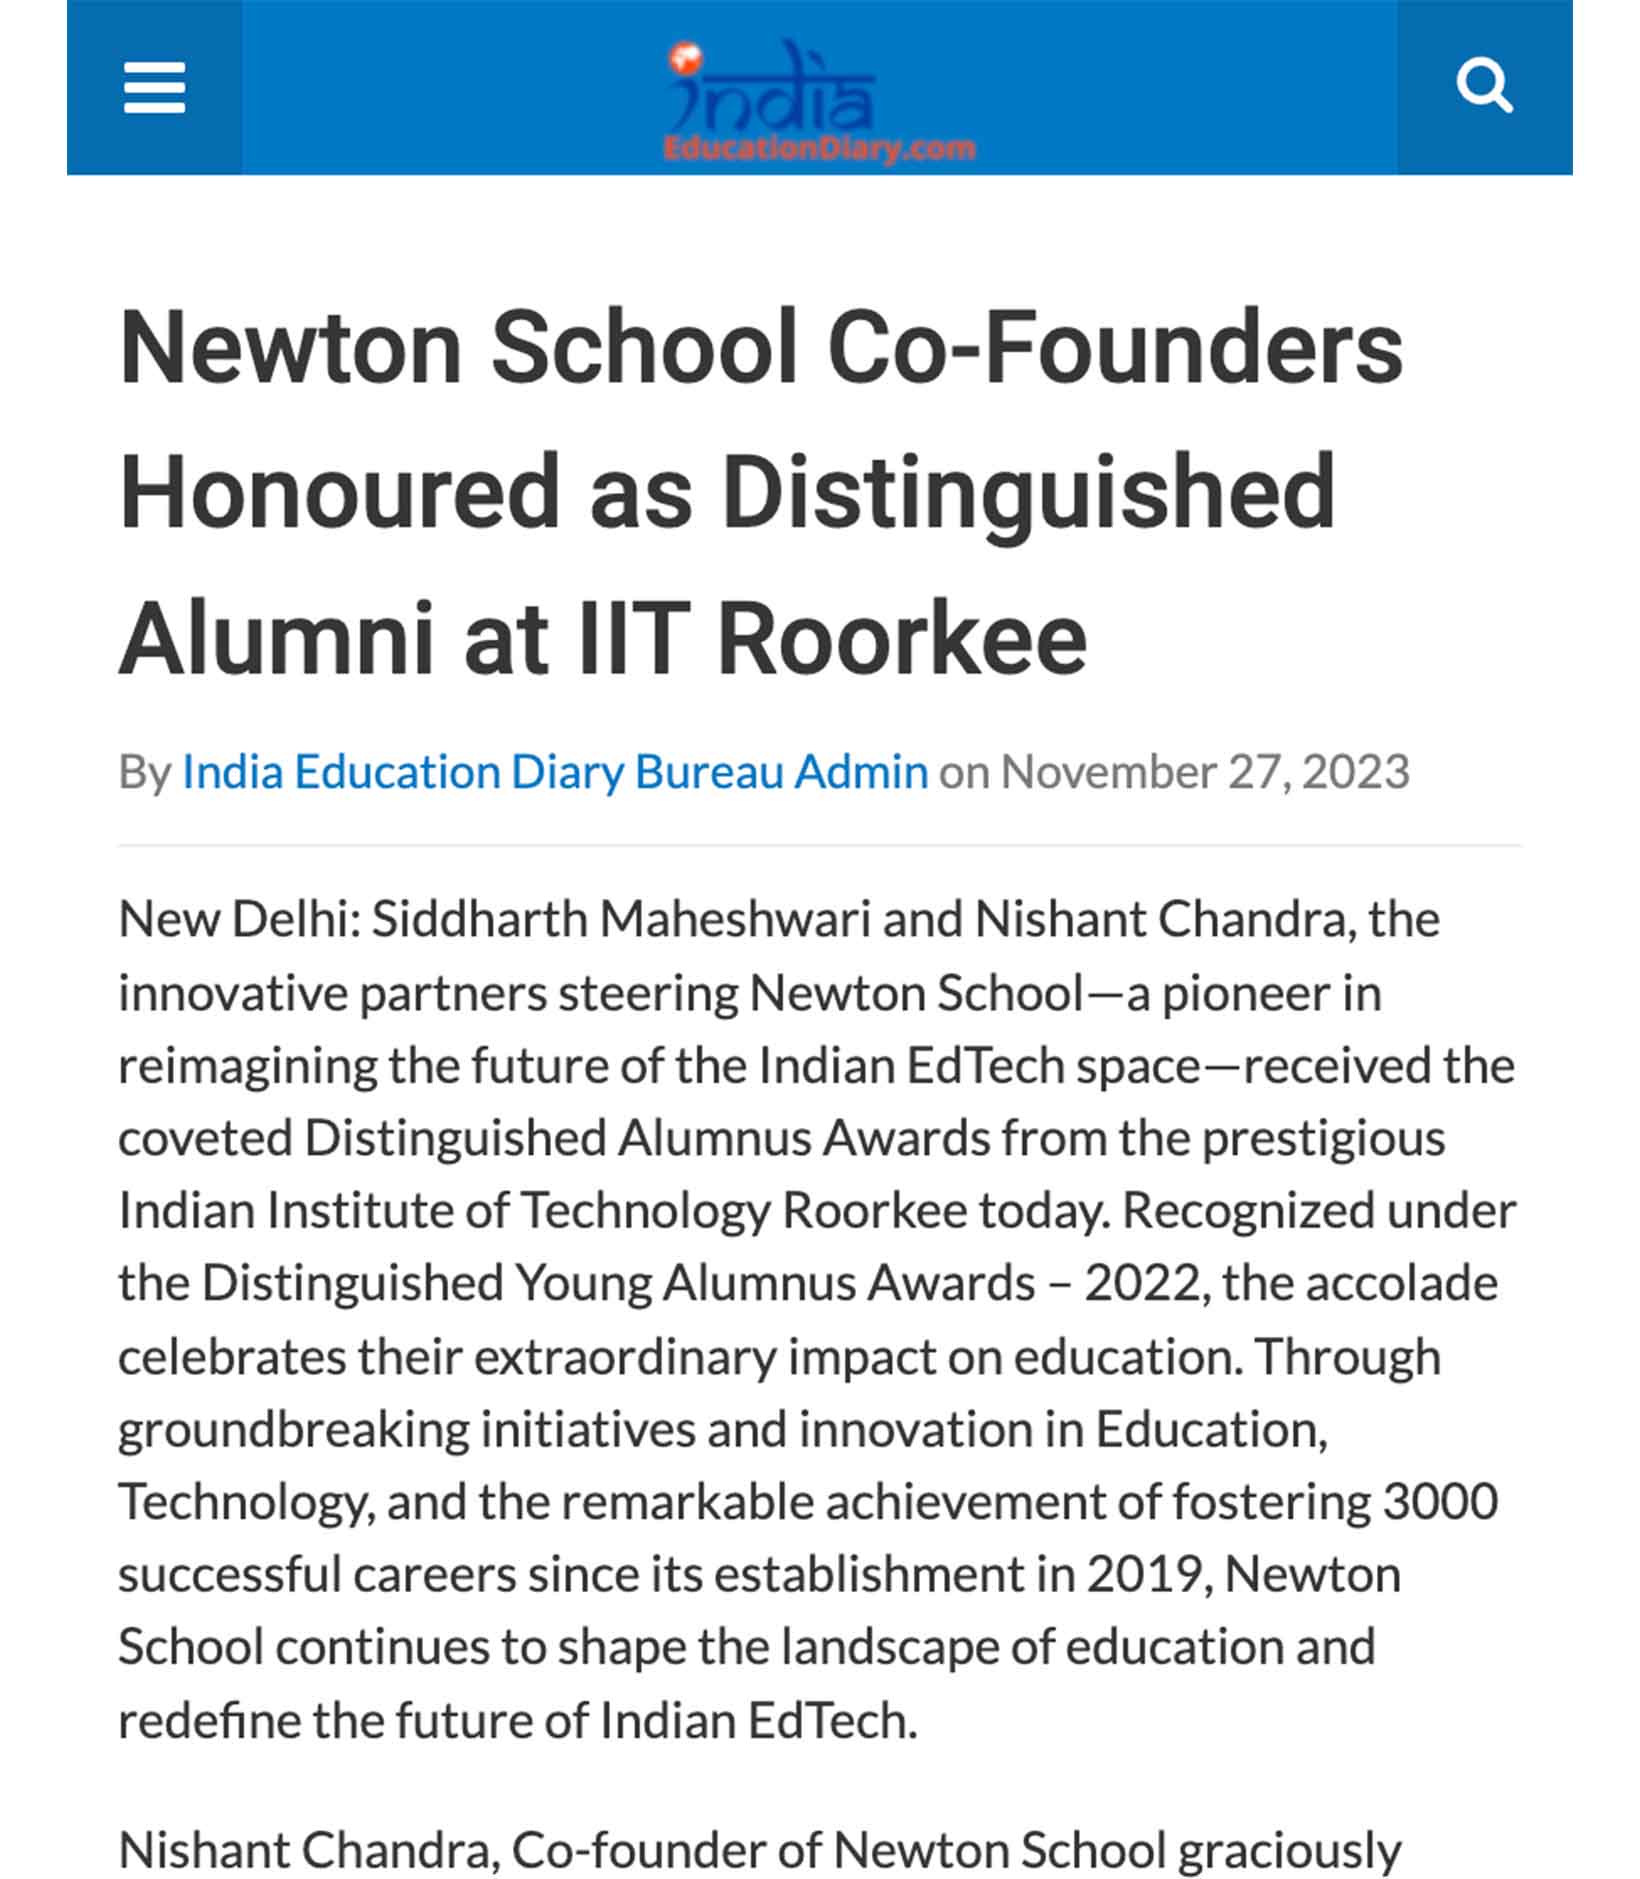 india
EducationDiary.com
Newton School Co-Founders
Honoured as Distinguished
Alumni at IIT Roorkee
By India Education Diary Bureau Admin on November 27, 2023
New Delhi: Siddharth Maheshwari and Nishant Chandra, the
innovative partners steering Newton School—a pioneer in
reimagining the future of the Indian EdTech space—received the
coveted Distinguished Alumnus Awards from the prestigious
Indian Institute of Technology Roorkee today. Recognized under
the Distinguished Young Alumnus Awards – 2022, the accolade
celebrates their extraordinary impact on education. Through
groundbreaking initiatives and innovation in Education,
Technology, and the remarkable achievement of fostering 3000
successful careers since its establishment in 2019, Newton
School continues to shape the landscape of education and
redefine the future of Indian EdTech.
Nishant Chandra, Co-founder of Newton School graciously